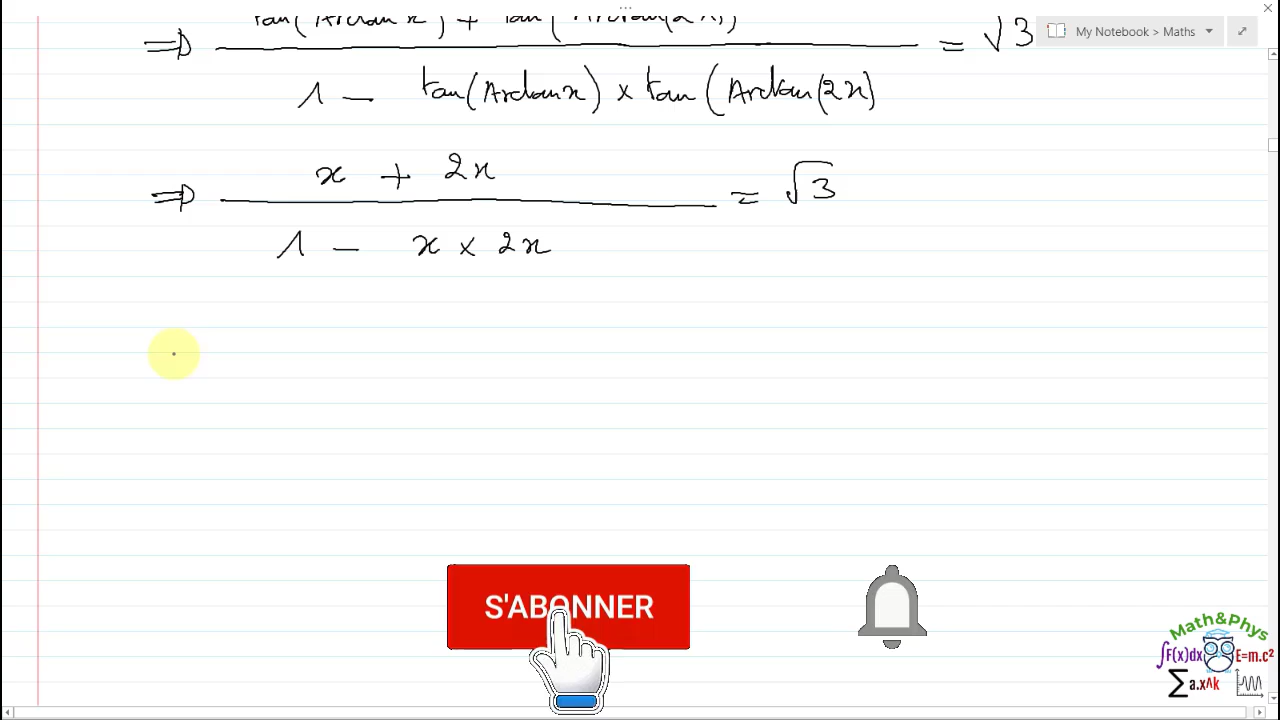 tan(Arctan x) + tan(Arctan(2x))
⇒ ――― = √3
1 - tan(Arctan x) × tan(Arctan(2x)
My Notebook > Maths
x + 2x
⇒ ――― = √3
1 - x × 2x
S'ABONNER
Math&Phys
∫F(x)dx E=m.c²
∑ a.x^k